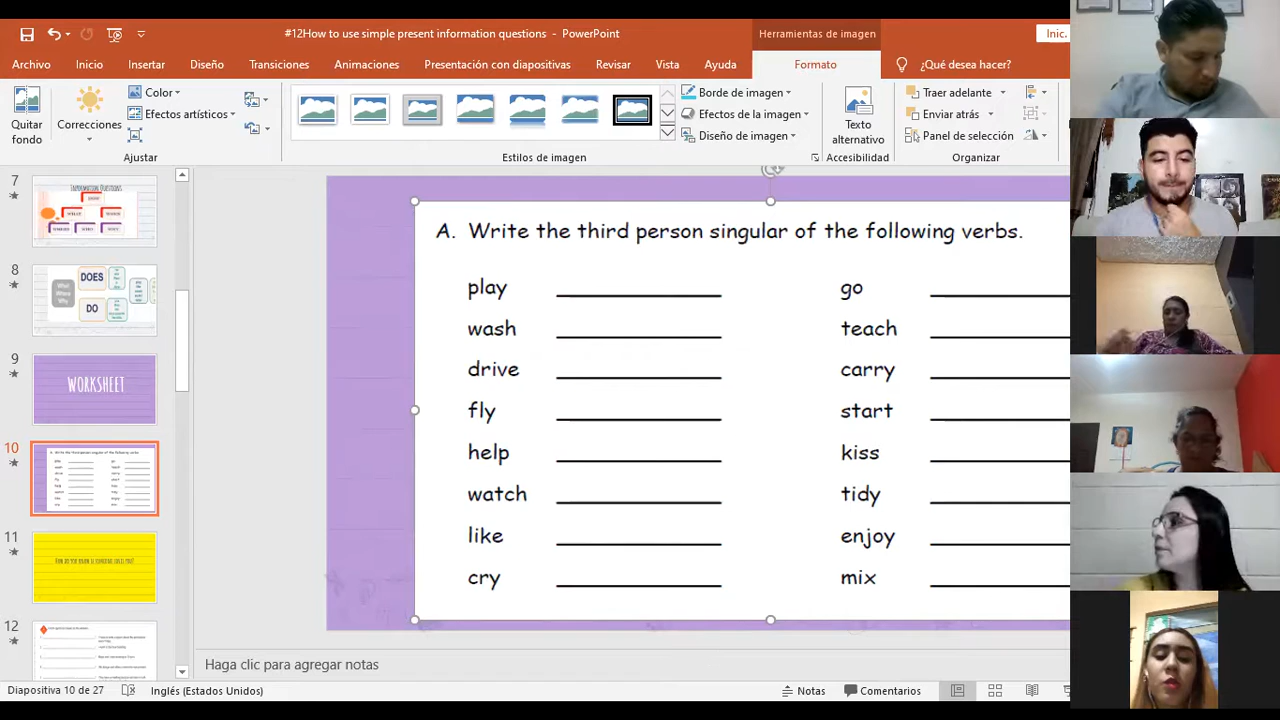 #12How to use simple present information questions - PowerPoint
Herramientas de imagen
Inic.
Archivo Inicio Insertar Diseño Transiciones Animaciones Presentación con diapositivas Revisar Vista Ayuda Formato ¿Qué desea hacer?
Quitar fondo
Correcciones
Color
Efectos artísticos
Ajustar
Estilos de imagen
Borde de imagen
Efectos de la imagen
Diseño de imagen
Texto alternativo
Accesibilidad
Traer adelante
Enviar atrás
Panel de selección
Organizar
7
8
DOES
DO
What
Where
Why
9
WORKSHEET
10
11
12
A. Write the third person singular of the following verbs.
play go
wash teach
drive carry
fly start
help kiss
watch tidy
like enjoy
cry mix
Haga clic para agregar notas
Diapositiva 10 de 27 Inglés (Estados Unidos) Notas Comentarios